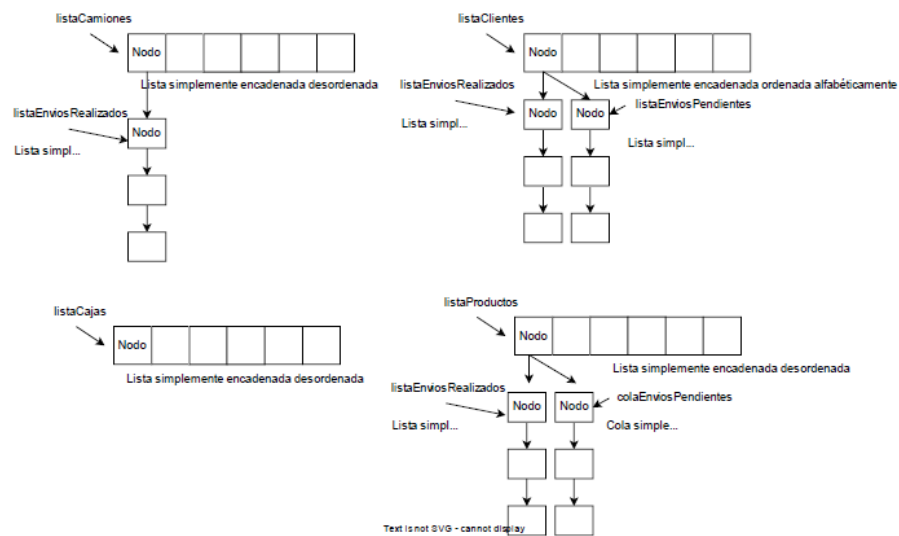 listaCamiones
Nodo
Lista simplemente encadenada desordenada
listaEnviosRealizados
Nodo
Lista simpl...
listaClientes
Nodo
Lista simplemente encadenada ordenada alfabéticamente
listaEnviosRealizados
listaEnviosPendientes
Nodo
Nodo
Lista simpl...
Lista simpl...
listaCajas
Nodo
Lista simplemente encadenada desordenada
listaProductos
Nodo
Lista simplemente encadenada desordenada
listaEnviosRealizados
colaEnviosPendientes
Nodo
Nodo
Lista simpl...
Cola simple...
Text is not SVG - cannot display